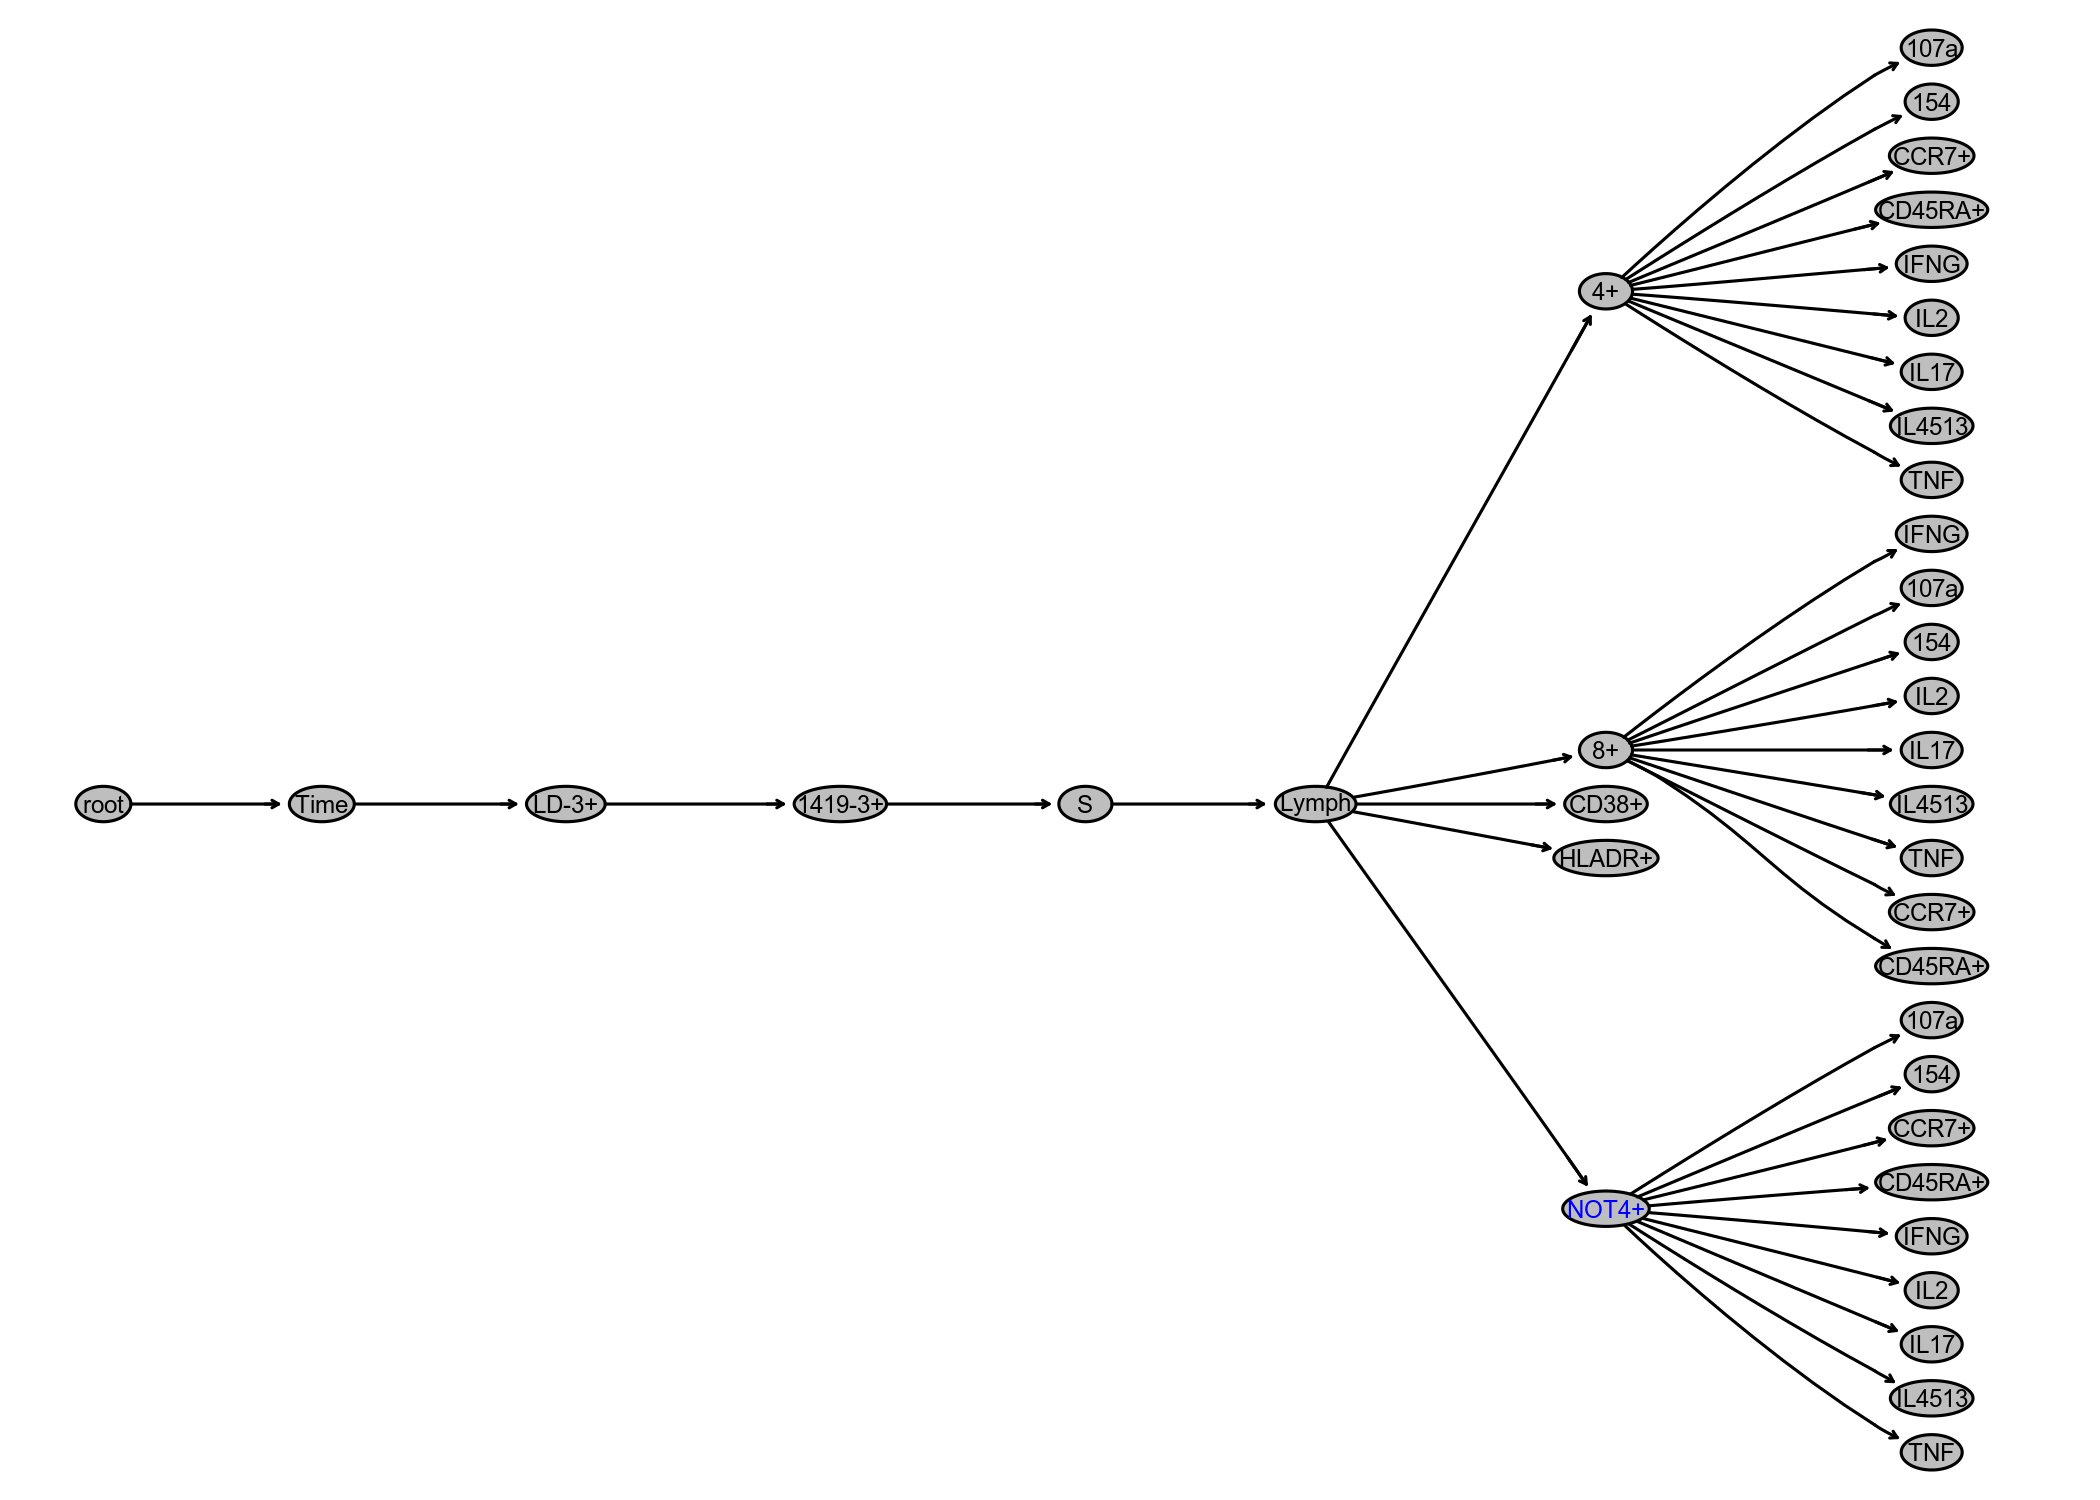 root
Time
LD-3+
1419-3+
S
Lymph
4+
8+
CD38+
HLADR+
NOT4+
107a
154
CCR7+
CD45RA+
IFNG
IL2
IL17
IL4513
TNF
IFNG
107a
154
IL2
IL17
IL4513
TNF
CCR7+
CD45RA+
107a
154
CCR7+
CD45RA+
IFNG
IL2
IL17
IL4513
TNF